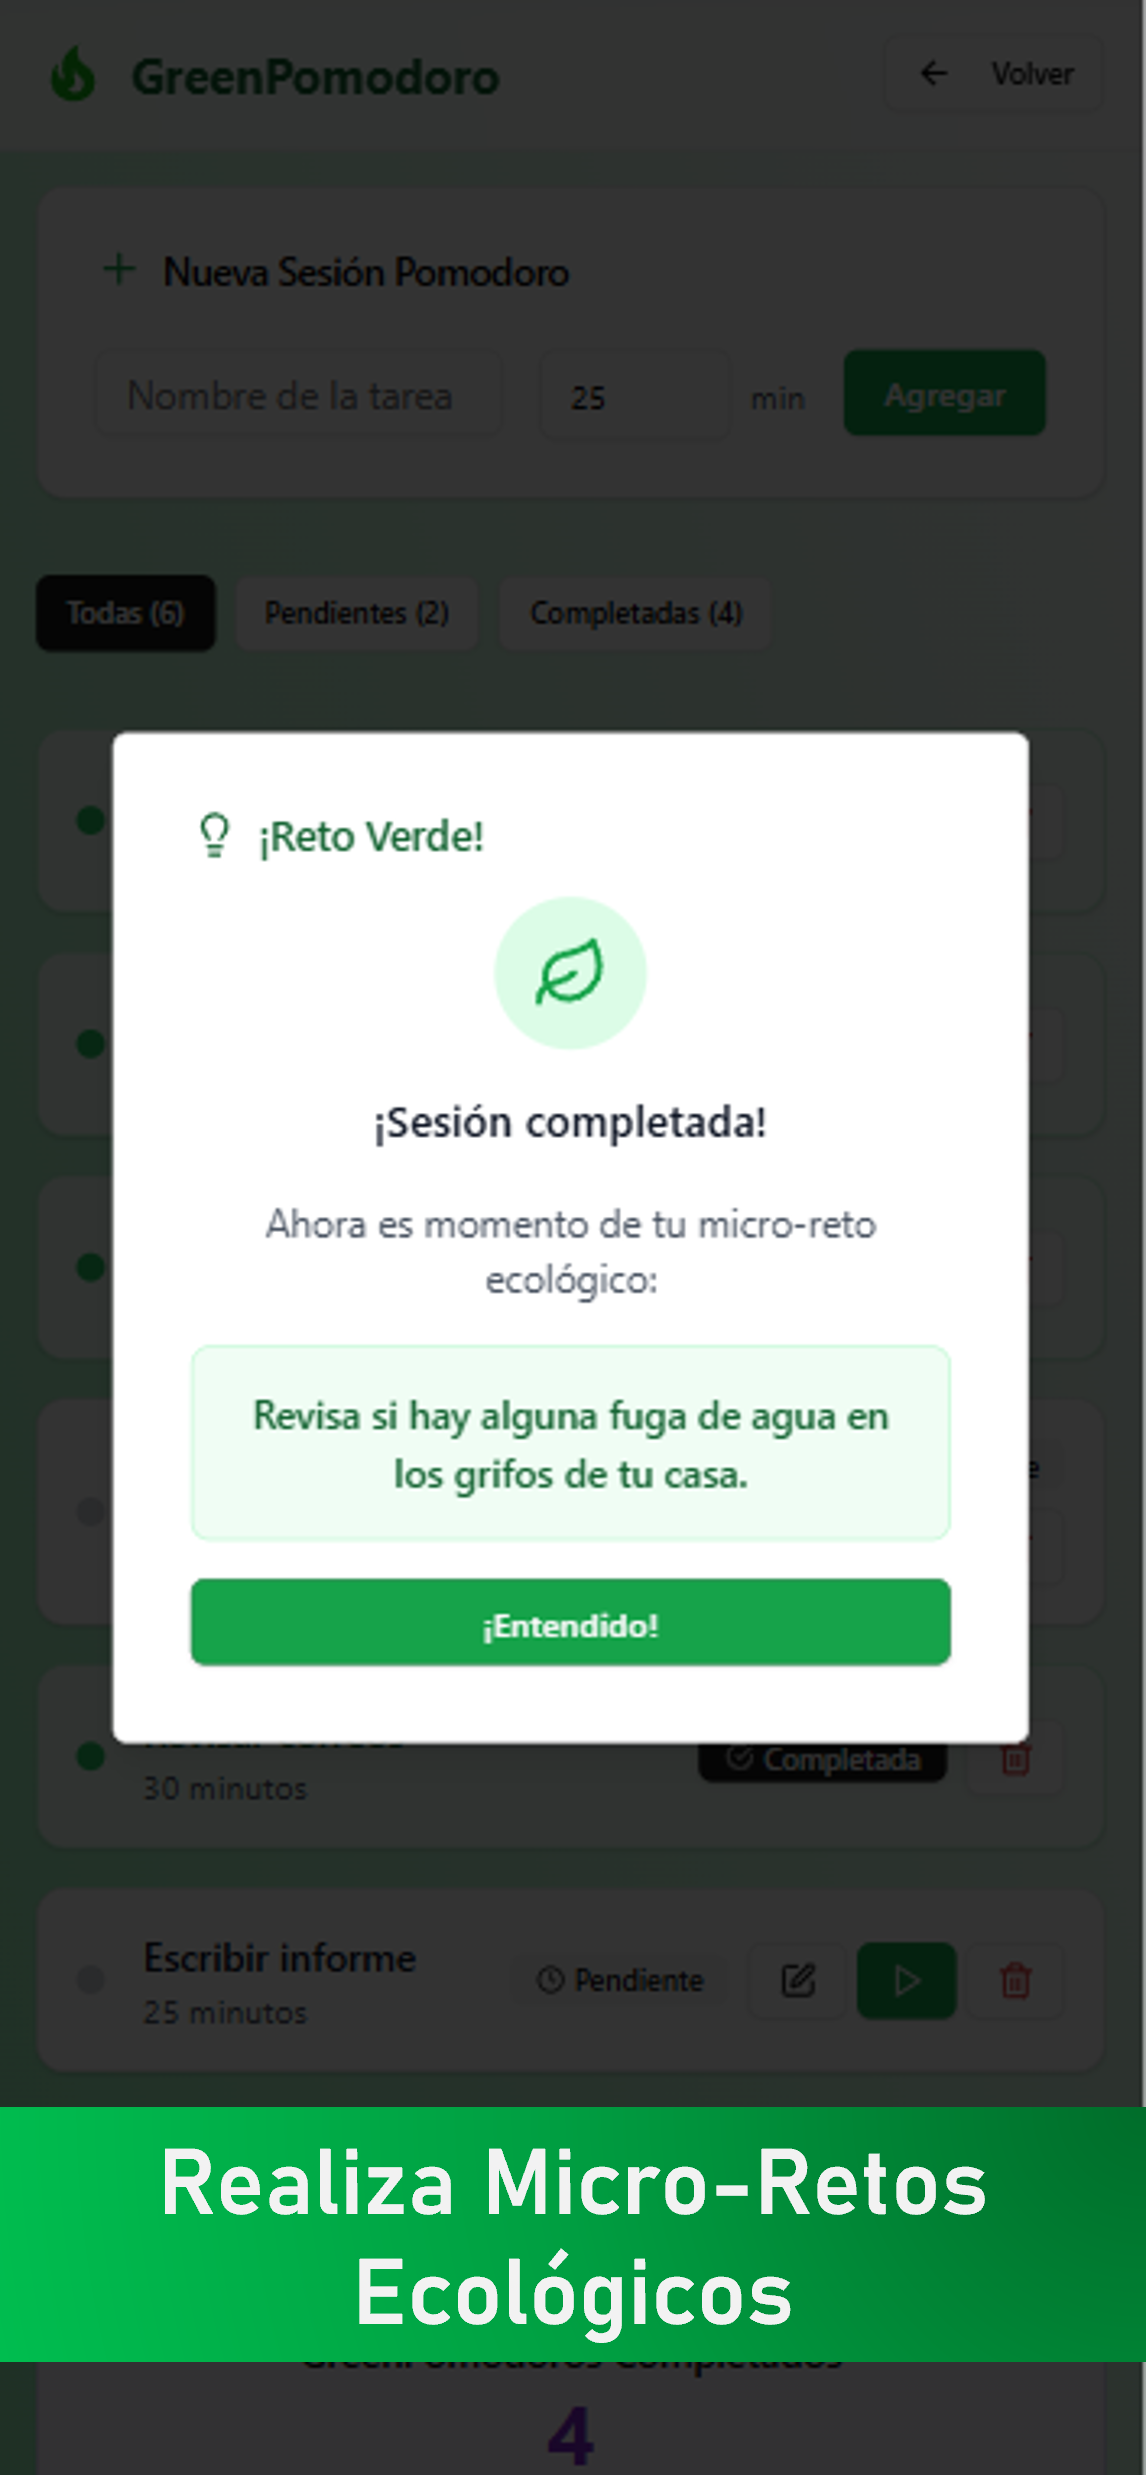 GreenPomodoro
Volver
Nueva Sesión Pomodoro
Nombre de la tarea
25
min
Agregar
Todas (6)
Pendientes (2)
Completadas (4)
¡Reto Verde!
¡Sesión completada!
Ahora es momento de tu micro-reto
ecológico:
Revisa si hay alguna fuga de agua en
los grifos de tu casa.
¡Entendido!
Completada
30 minutos
Escribir informe
25 minutos
Pendiente
Realiza Micro-Retos
Ecológicos
GreenPomodoros Completados
4